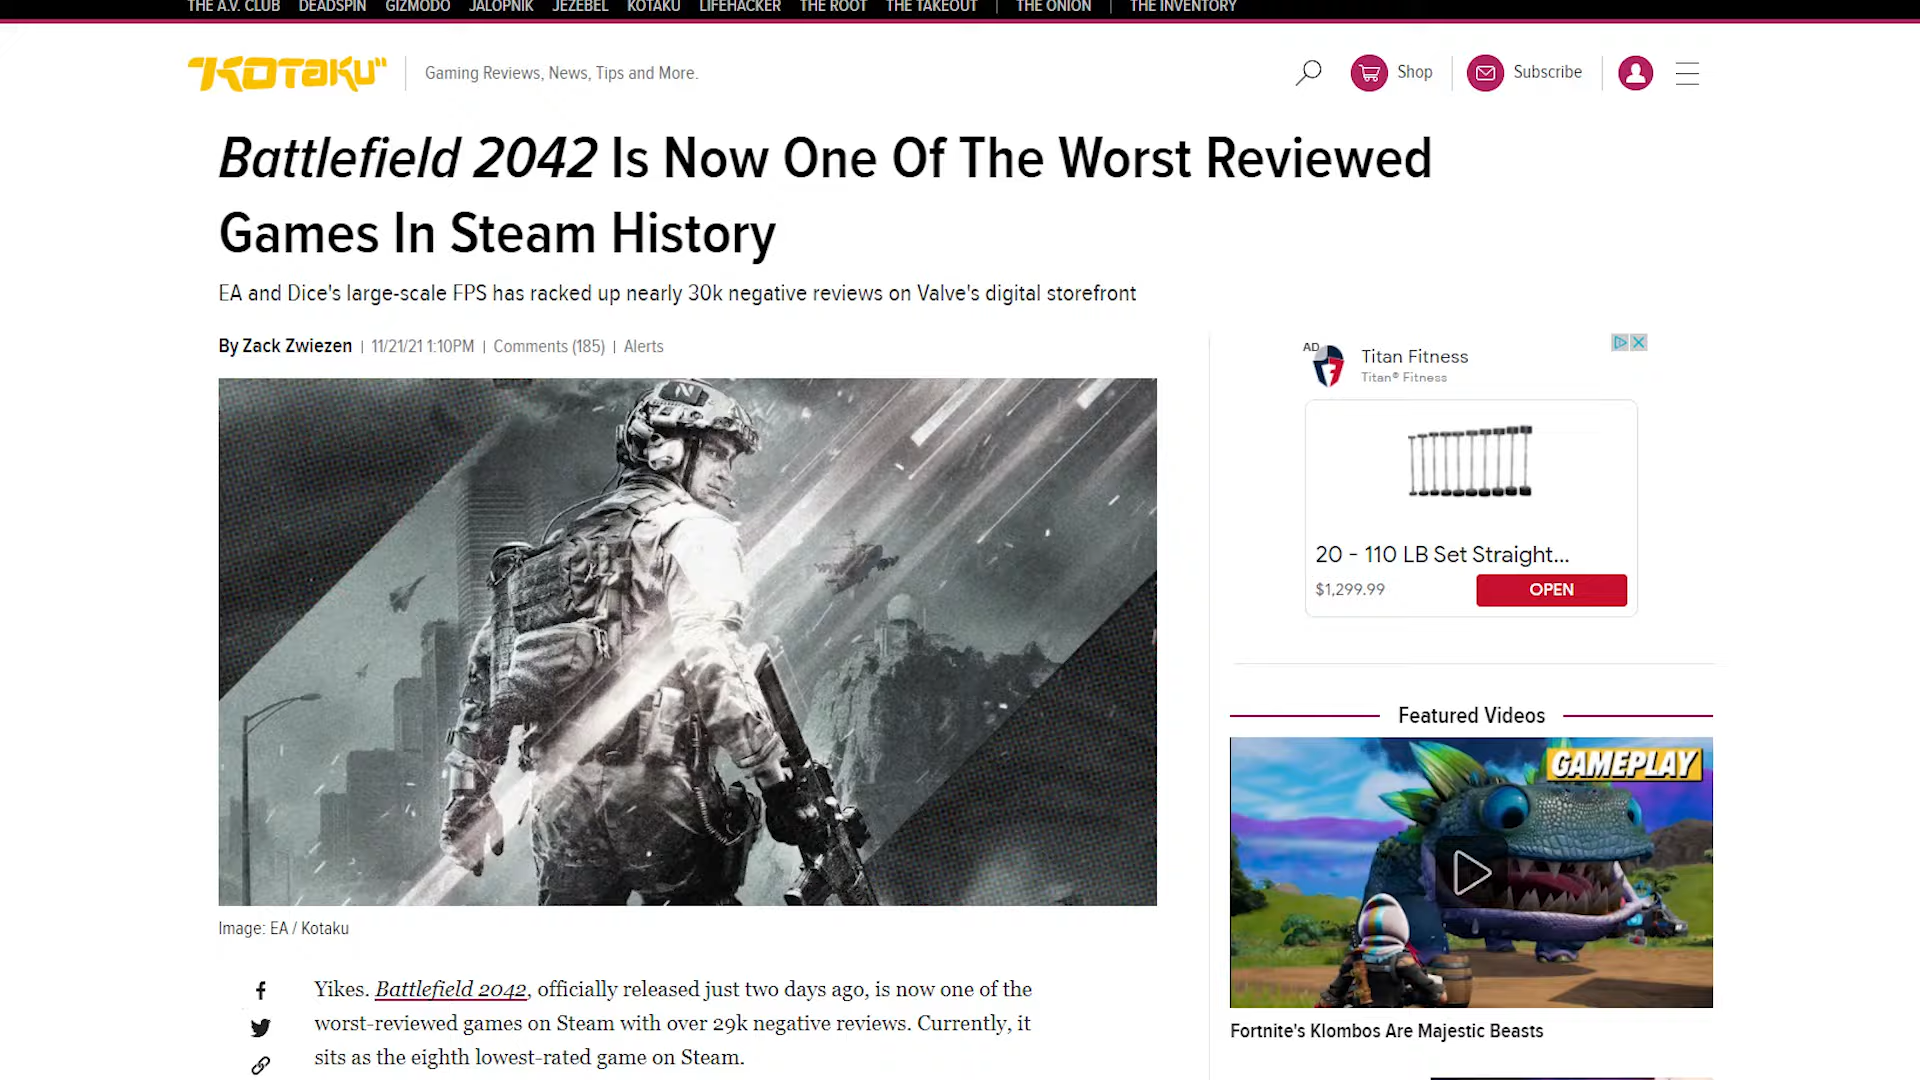 THE A.V. CLUB DEADSPIN GIZMODO JALOPNIK JEZEBEL KOTAKU LIFEHACKER THE ROOT THE TAKEOUT | THE ONION | THE INVENTORY
KOTAKU
Gaming Reviews, News, Tips and More.
Shop
Subscribe
Battlefield 2042 Is Now One Of The Worst Reviewed
Games In Steam History
EA and Dice's large-scale FPS has racked up nearly 30k negative reviews on Valve's digital storefront
By Zack Zwiezen | 11/21/21 1:10PM | Comments (185) | Alerts
Image: EA / Kotaku
Yikes. Battlefield 2042, officially released just two days ago, is now one of the
worst-reviewed games on Steam with over 29k negative reviews. Currently, it
sits as the eighth lowest-rated game on Steam.
AD
Titan Fitness
Titan® Fitness
20 - 110 LB Set Straight...
$1,299.99
OPEN
Featured Videos
GAMEPLAY
Fortnite's Klombos Are Majestic Beasts